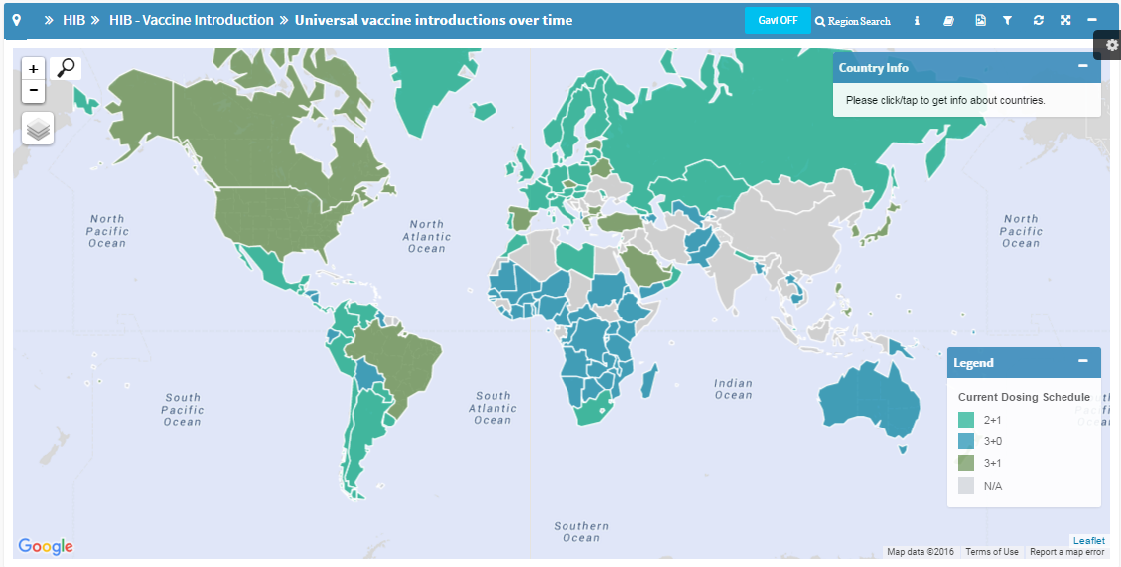 » HIB » HIB - Vaccine Introduction » Universal vaccine introductions over time
Gavi OFF
Region Search
+
-
Country Info
Please click/tap to get info about countries.
North
Pacific
Ocean
North
Atlantic
Ocean
North
Pacific
Ocean
South
Pacific
Ocean
South
Atlantic
Ocean
Indian
Ocean
Legend
Current Dosing Schedule
2+1
3+0
3+1
N/A
Southern
Ocean
Google
Leaflet
Map data ©2016
Terms of Use
Report a map error